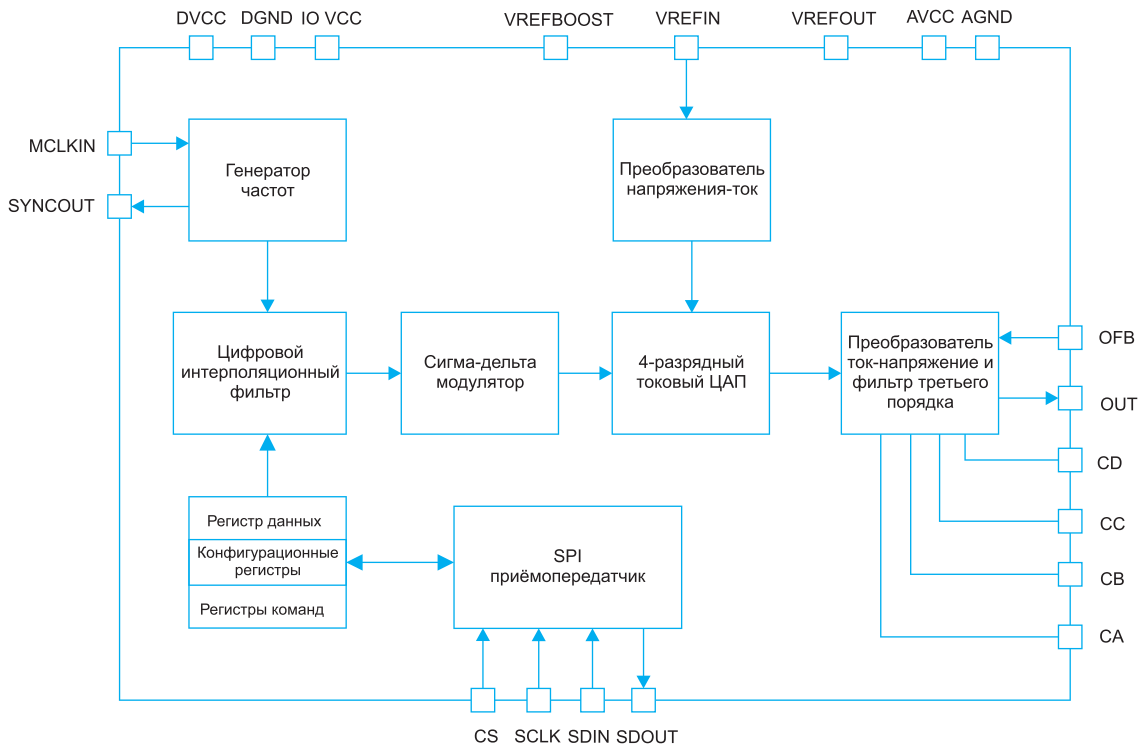 DVCC DGND IO VCC VREFBOOST VREFIN VREFOUT AVCC AGND
MCLKIN
SYNCOUT
Генератор
частот
Преобразователь
напряжения-ток
Цифровой
интерполяционный
фильтр
Сигма-дельта
модулятор
4-разрядный
токовый ЦАП
Преобразователь
ток-напряжение и
фильтр третьего
порядка
OFB
OUT
CD
CC
CB
CA
Регистр данных
Конфигурационные
регистры
Регистры команд
SPI
приёмопередатчик
CS SCLK SDIN SDOUT